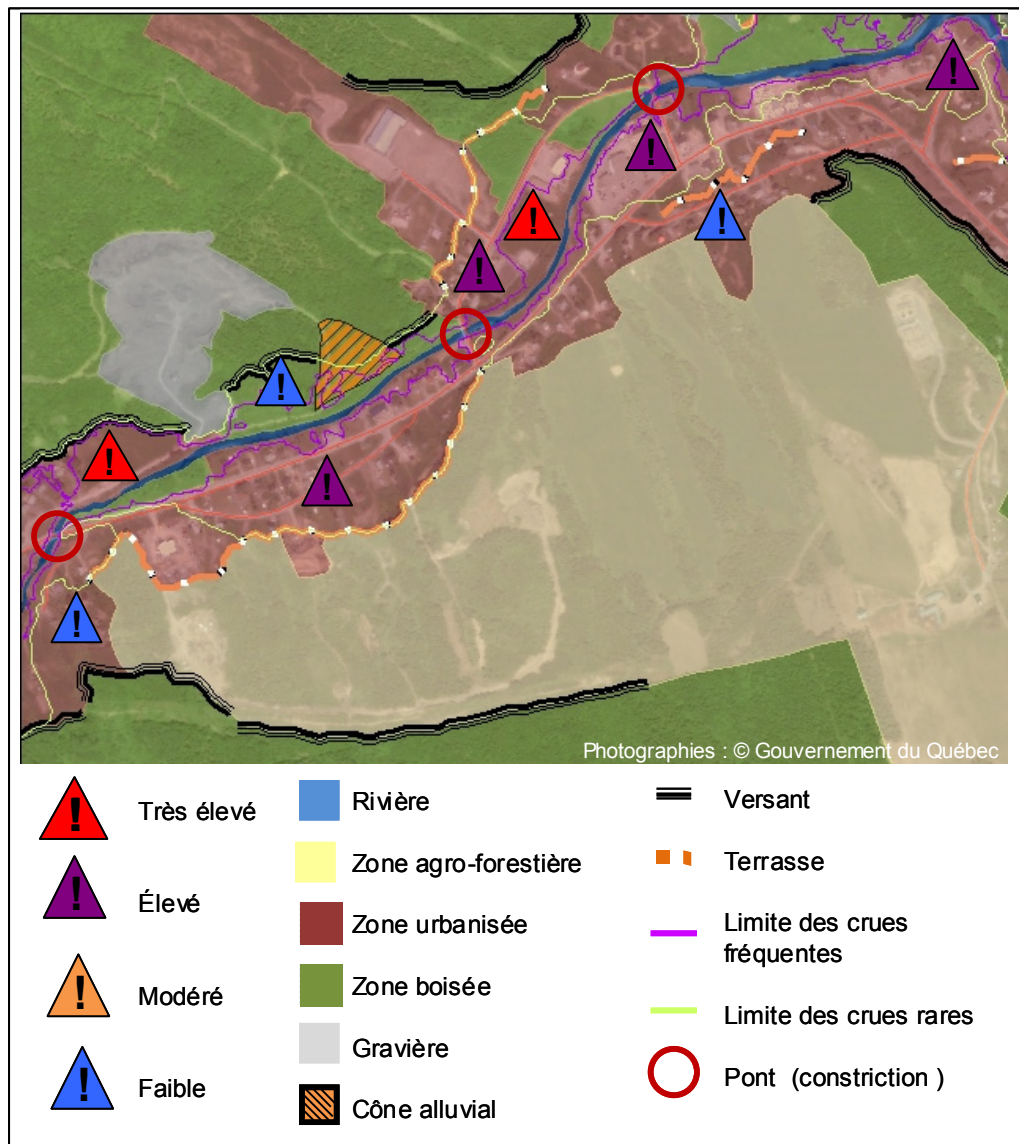 Photographies : © Gouvernement du Québec
Très élevé
Élevé
Modéré
Faible
Rivière
Zone agro-forestière
Zone urbanisée
Zone boisée
Gravière
Cône alluvial
Versant
Terrasse
Limite des crues
fréquentes
Limite des crues rares
Pont (constriction )